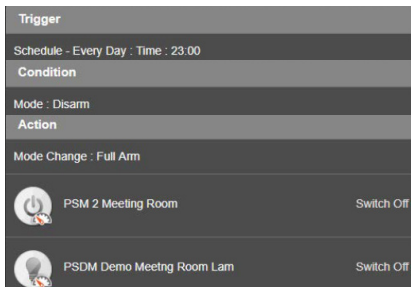 Trigger
Schedule - Every Day : Time : 23:00
Condition
Mode : Disarm
Action
Mode Change : Full Arm
PSM 2 Meeting Room Switch Off
PSDM Demo Meetng Room Lam Switch Off